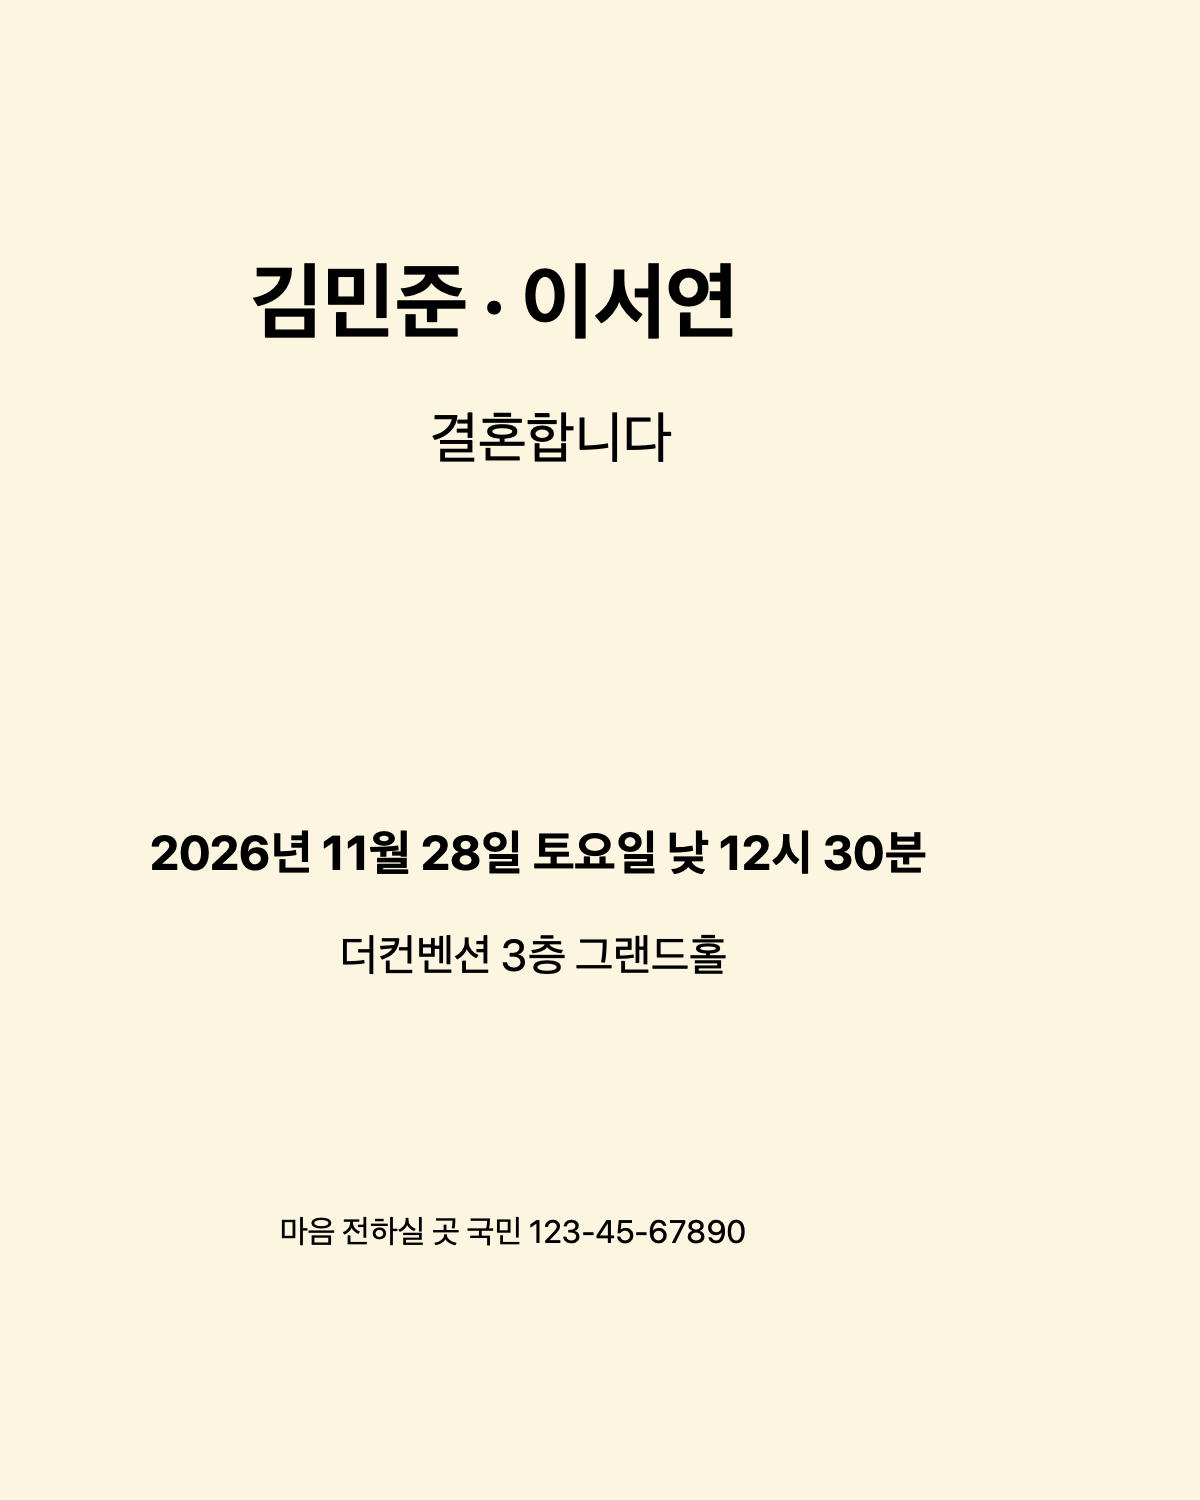 김민준 · 이서연
결혼합니다
2026년 11월 28일 토요일 낮 12시 30분
더컨벤션 3층 그랜드홀
마음 전하실 곳 국민 123-45-67890